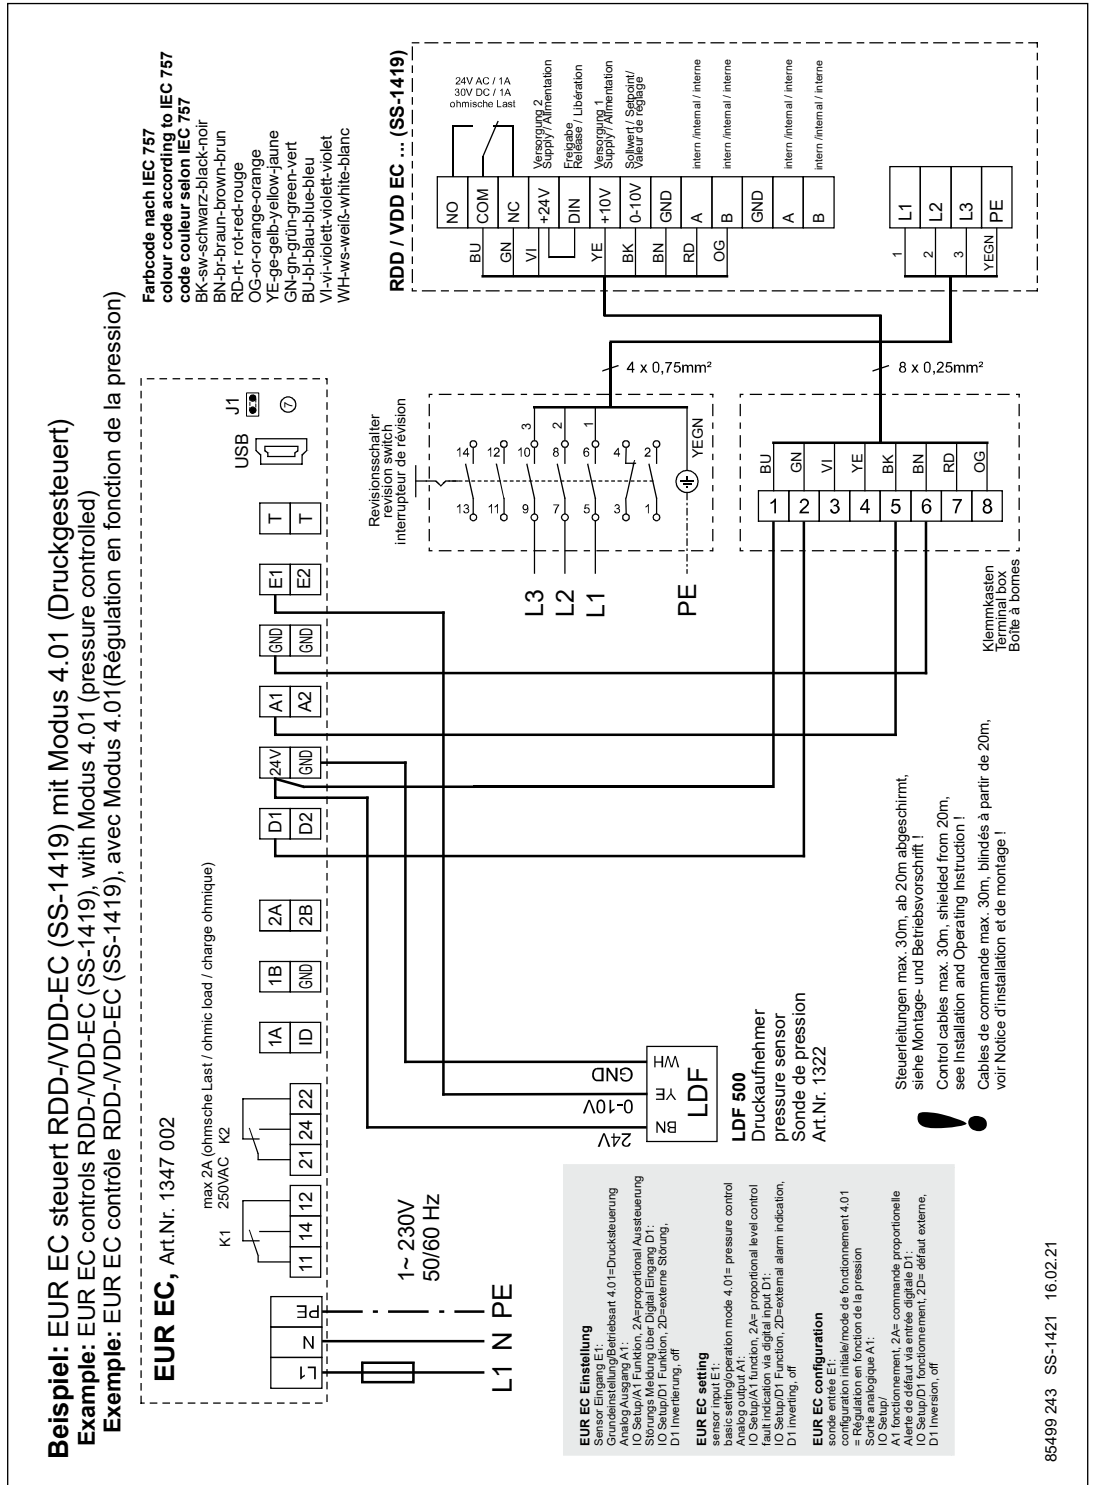 Beispiel: EUR EC steuert RDD-/VDD-EC (SS-1419) mit Modus 4.01 (Druckgesteuert)
Example: EUR EC controls RDD-/VDD-EC (SS-1419), with Modus 4.01 (pressure controlled)
Exemple: EUR EC contrôle RDD-/VDD-EC (SS-1419), avec Modus 4.01(Régulation en fonction de la pression)
EUR EC, Art.Nr. 1347 002
max 2A (ohmsche Last / ohmic load / charge ohmique)
250VAC
K1
K2
L1
N
PE
11
14
12
21
24
22
1A
ID
1B
GND
2A
2B
D1
D2
24V
GND
A1
A2
GND
GND
E1
E2
T
T
USB
J1
7
L1 N PE
1~ 230V
50/60 Hz
Farbcode nach IEC 757
colour code according to IEC 757
code couleur selon IEC 757
BK-sw-schwarz-black-noir
BN-br-braun-brown-brun
RD-rt- rot-red-rouge
OG-or-orange-orange
YE-ge-gelb-yellow-jaune
GN-gn-grün-green-vert
BU-bl-blau-blue-bleu
VI-vi-violett-violet-violet
WH-ws-weiß-white-blanc
24V
0-10V
GND
BN
YE
WH
LDF
LDF 500
Druckaufnehmer
pressure sensor
Sonde de pression
Art.Nr. 1322
Revisionsschalter
revision switch
interrupteur de révision
13
14
11
12
9
10
7
8
5
6
3
4
1
2
3
2
1
YEGN
L3
L2
L1
PE
4 x 0,75mm²
8 x 0,25mm²
1
2
3
4
5
6
7
8
BU
GN
VI
YE
BK
BN
RD
OG
Klemmkasten
Terminal box
Boîte à bornes
RDD / VDD EC ... (SS-1419)
BU
GN
VI
YE
BK
BN
RD
OG
NO
COM
NC
+24V
DIN
+10V
0-10V
GND
A
B
GND
A
B
24V AC / 1A
30V DC / 1A
ohmische Last
Versorgung 2
Supply / Alimentation
Freigabe
Release / Libération
Versorgung 1
Supply / Alimentation
Sollwert / Setpoint/
Valeur de réglage
intern /internal / interne
intern /internal / interne
intern /internal / interne
intern /internal / interne
1
2
3
YEGN
L1
L2
L3
PE
EUR EC Einstellung
Sensor Eingang E1:
Grundeinstellung/Betriebsart 4.01=Drucksteuerung
Analog Ausgang A1:
IO Setup/A1 Funktion, 2A=proportional Aussteuerung
Störungs Meldung über Digital Eingang D1:
IO Setup/D1 Funktion, 2D=externe Störung,
D1 Invertierung, off
EUR EC setting
sensor input E1:
basic setting/operation mode 4.01= pressure control
Analog output A1:
IO Setup/A1 function, 2A= proportional level control
fault indication via digital input D1:
IO Setup/D1 Function, 2D=external alarm indication,
D1 inverting, off
EUR EC configuration
sonde entrée E1:
configuration initiale/mode de fonctionnement 4.01
= Régulation en fonction de la pression
Sortie analogique A1:
IO Setup/
A1 fonctionnement, 2A= commande proportionelle
Alerte de défaut via entrée digitale D1:
IO Setup/D1 fonctionnement, 2D= défaut externe,
D1 Inversion, off
Steuerleitungen max. 30m, ab 20m abgeschirmt,
siehe Montage- und Betriebsvorschrift !
Control cables max. 30m, shielded from 20m,
see Installation and Operating Instruction !
Cables de commande max. 30m, blindés à partir de 20m,
voir Notice d'installation et de montage !
!
85499 243 SS-1421 16.02.21